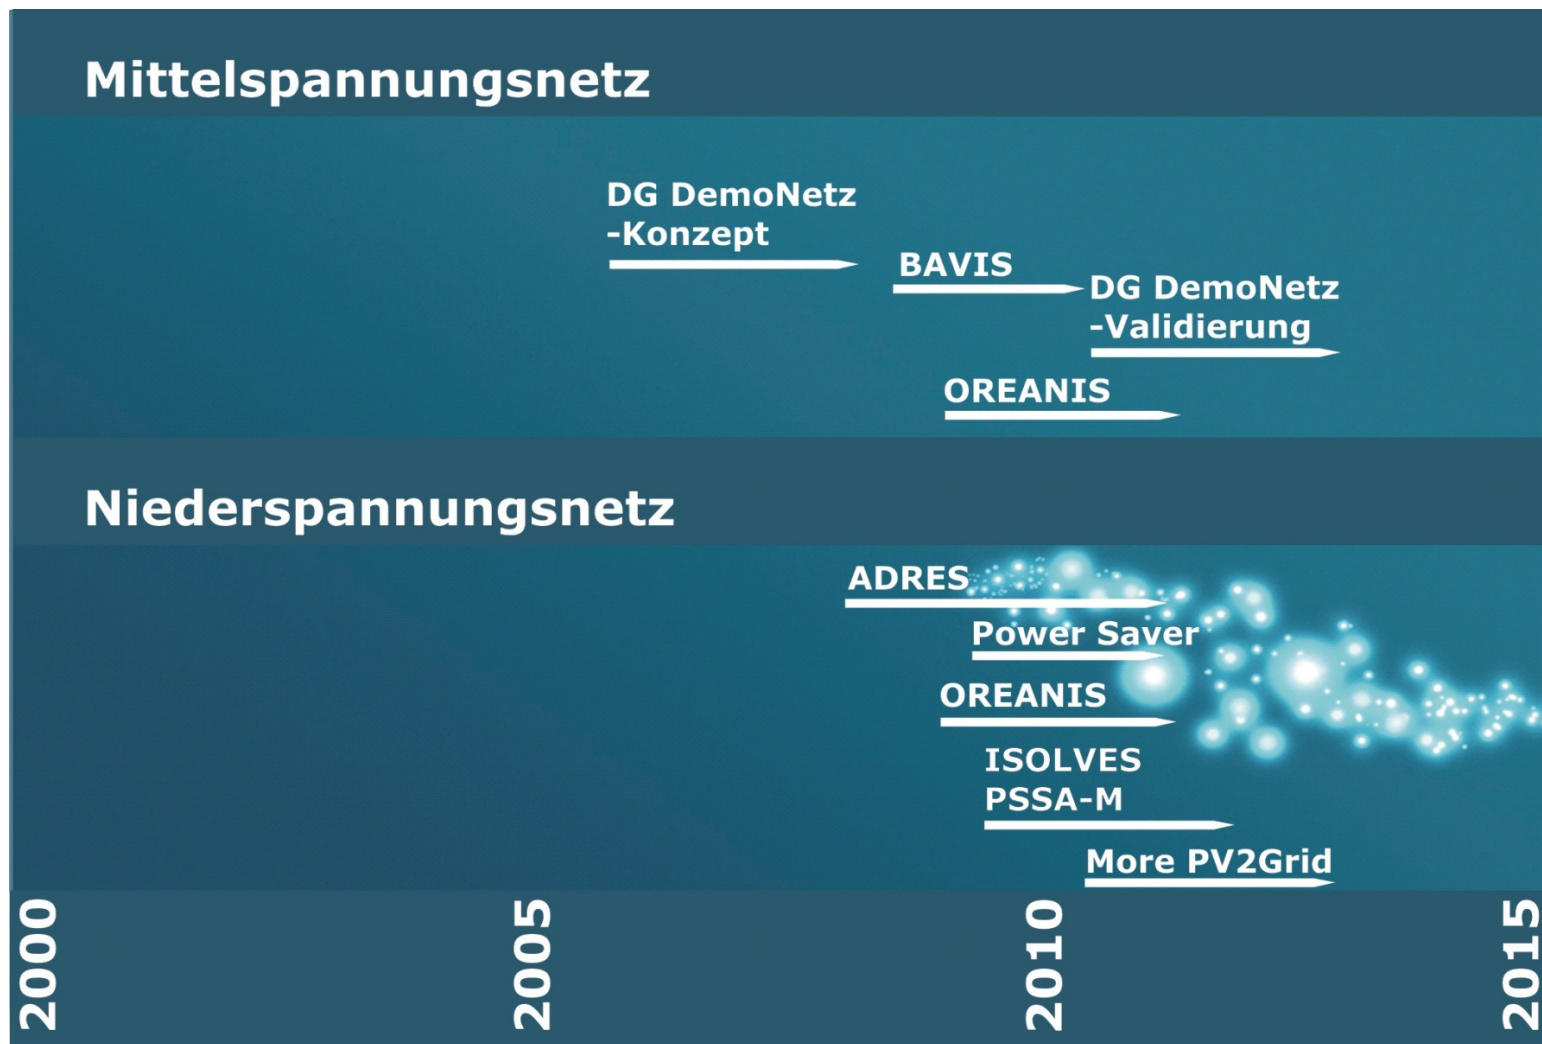 Mittelspannungsnetz
DG DemoNetz
-Konzept
BAVIS
DG DemoNetz
-Validierung
OREANIS
Niederspannungsnetz
ADRES
Power Saver
OREANIS
ISOLVES
PSSA-M
More PV2Grid
2000
2005
2010
2015